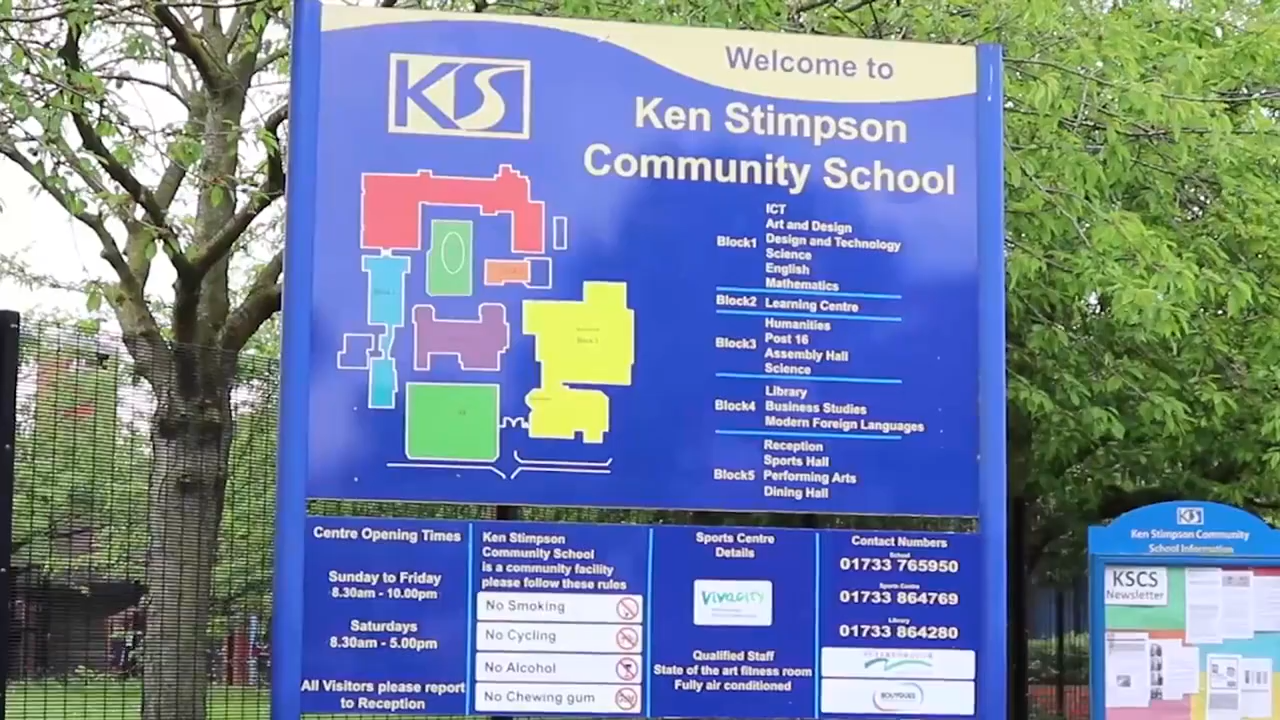 Welcome to
KS
Ken Stimpson
Community School
Block1
ICT
Art and Design
Design and Technology
Science
English
Mathematics
Block2
Learning Centre
Block3
Humanities
Post 16
Assembly Hall
Science
Block4
Library
Business Studies
Modern Foreign Languages
Block5
Reception
Sports Hall
Performing Arts
Dining Hall
Centre Opening Times
Sunday to Friday
8.30am - 10.00pm
Saturdays
8.30am - 5.00pm
All Visitors please report
to Reception
Ken Stimpson
Community School
is a community facility
please follow these rules
No Smoking
No Cycling
No Alcohol
No Chewing gum
Sports Centre
Details
Vivacity
Qualified Staff
State of the art fitness room
Fully air conditioned
Contact Numbers
School
01733 765950
Sports Centre
01733 864769
Library
01733 864280
BOUYGUES
KS
Ken Stimpson Community
School Information
KSCS
Newsletter